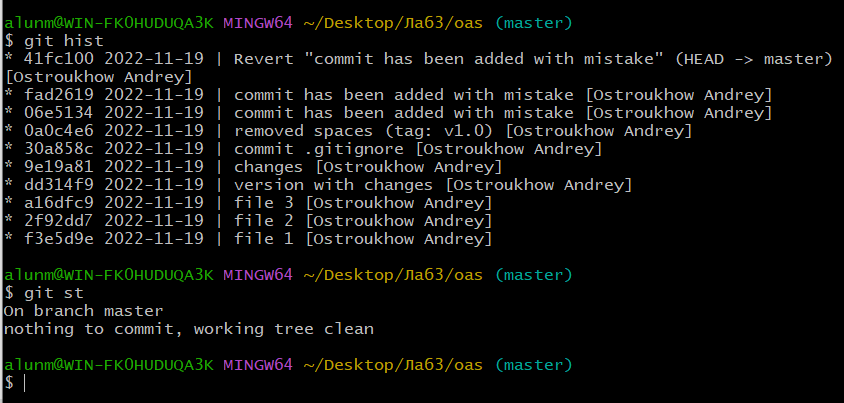 alunm@WIN-FK0HUDUQA3K MINGW64 ~/Desktop/Лаб3/oas (master)
$ git hist
* 41fc100 2022-11-19 | Revert "commit has been added with mistake" (HEAD -> master)
[Ostroukhow Andrey]
* fad2619 2022-11-19 | commit has been added with mistake [Ostroukhow Andrey]
* 06e5134 2022-11-19 | commit has been added with mistake [Ostroukhow Andrey]
* 0a0c4e6 2022-11-19 | removed spaces (tag: v1.0) [Ostroukhow Andrey]
* 30a858c 2022-11-19 | commit .gitignore [Ostroukhow Andrey]
* 9e19a81 2022-11-19 | changes [Ostroukhow Andrey]
* dd314f9 2022-11-19 | version with changes [Ostroukhow Andrey]
* a16dfc9 2022-11-19 | file 3 [Ostroukhow Andrey]
* 2f92dd7 2022-11-19 | file 2 [Ostroukhow Andrey]
* f3e5d9e 2022-11-19 | file 1 [Ostroukhow Andrey]
alunm@WIN-FK0HUDUQA3K MINGW64 ~/Desktop/Лаб3/oas (master)
$ git st
On branch master
nothing to commit, working tree clean
alunm@WIN-FK0HUDUQA3K MINGW64 ~/Desktop/Лаб3/oas (master)
$